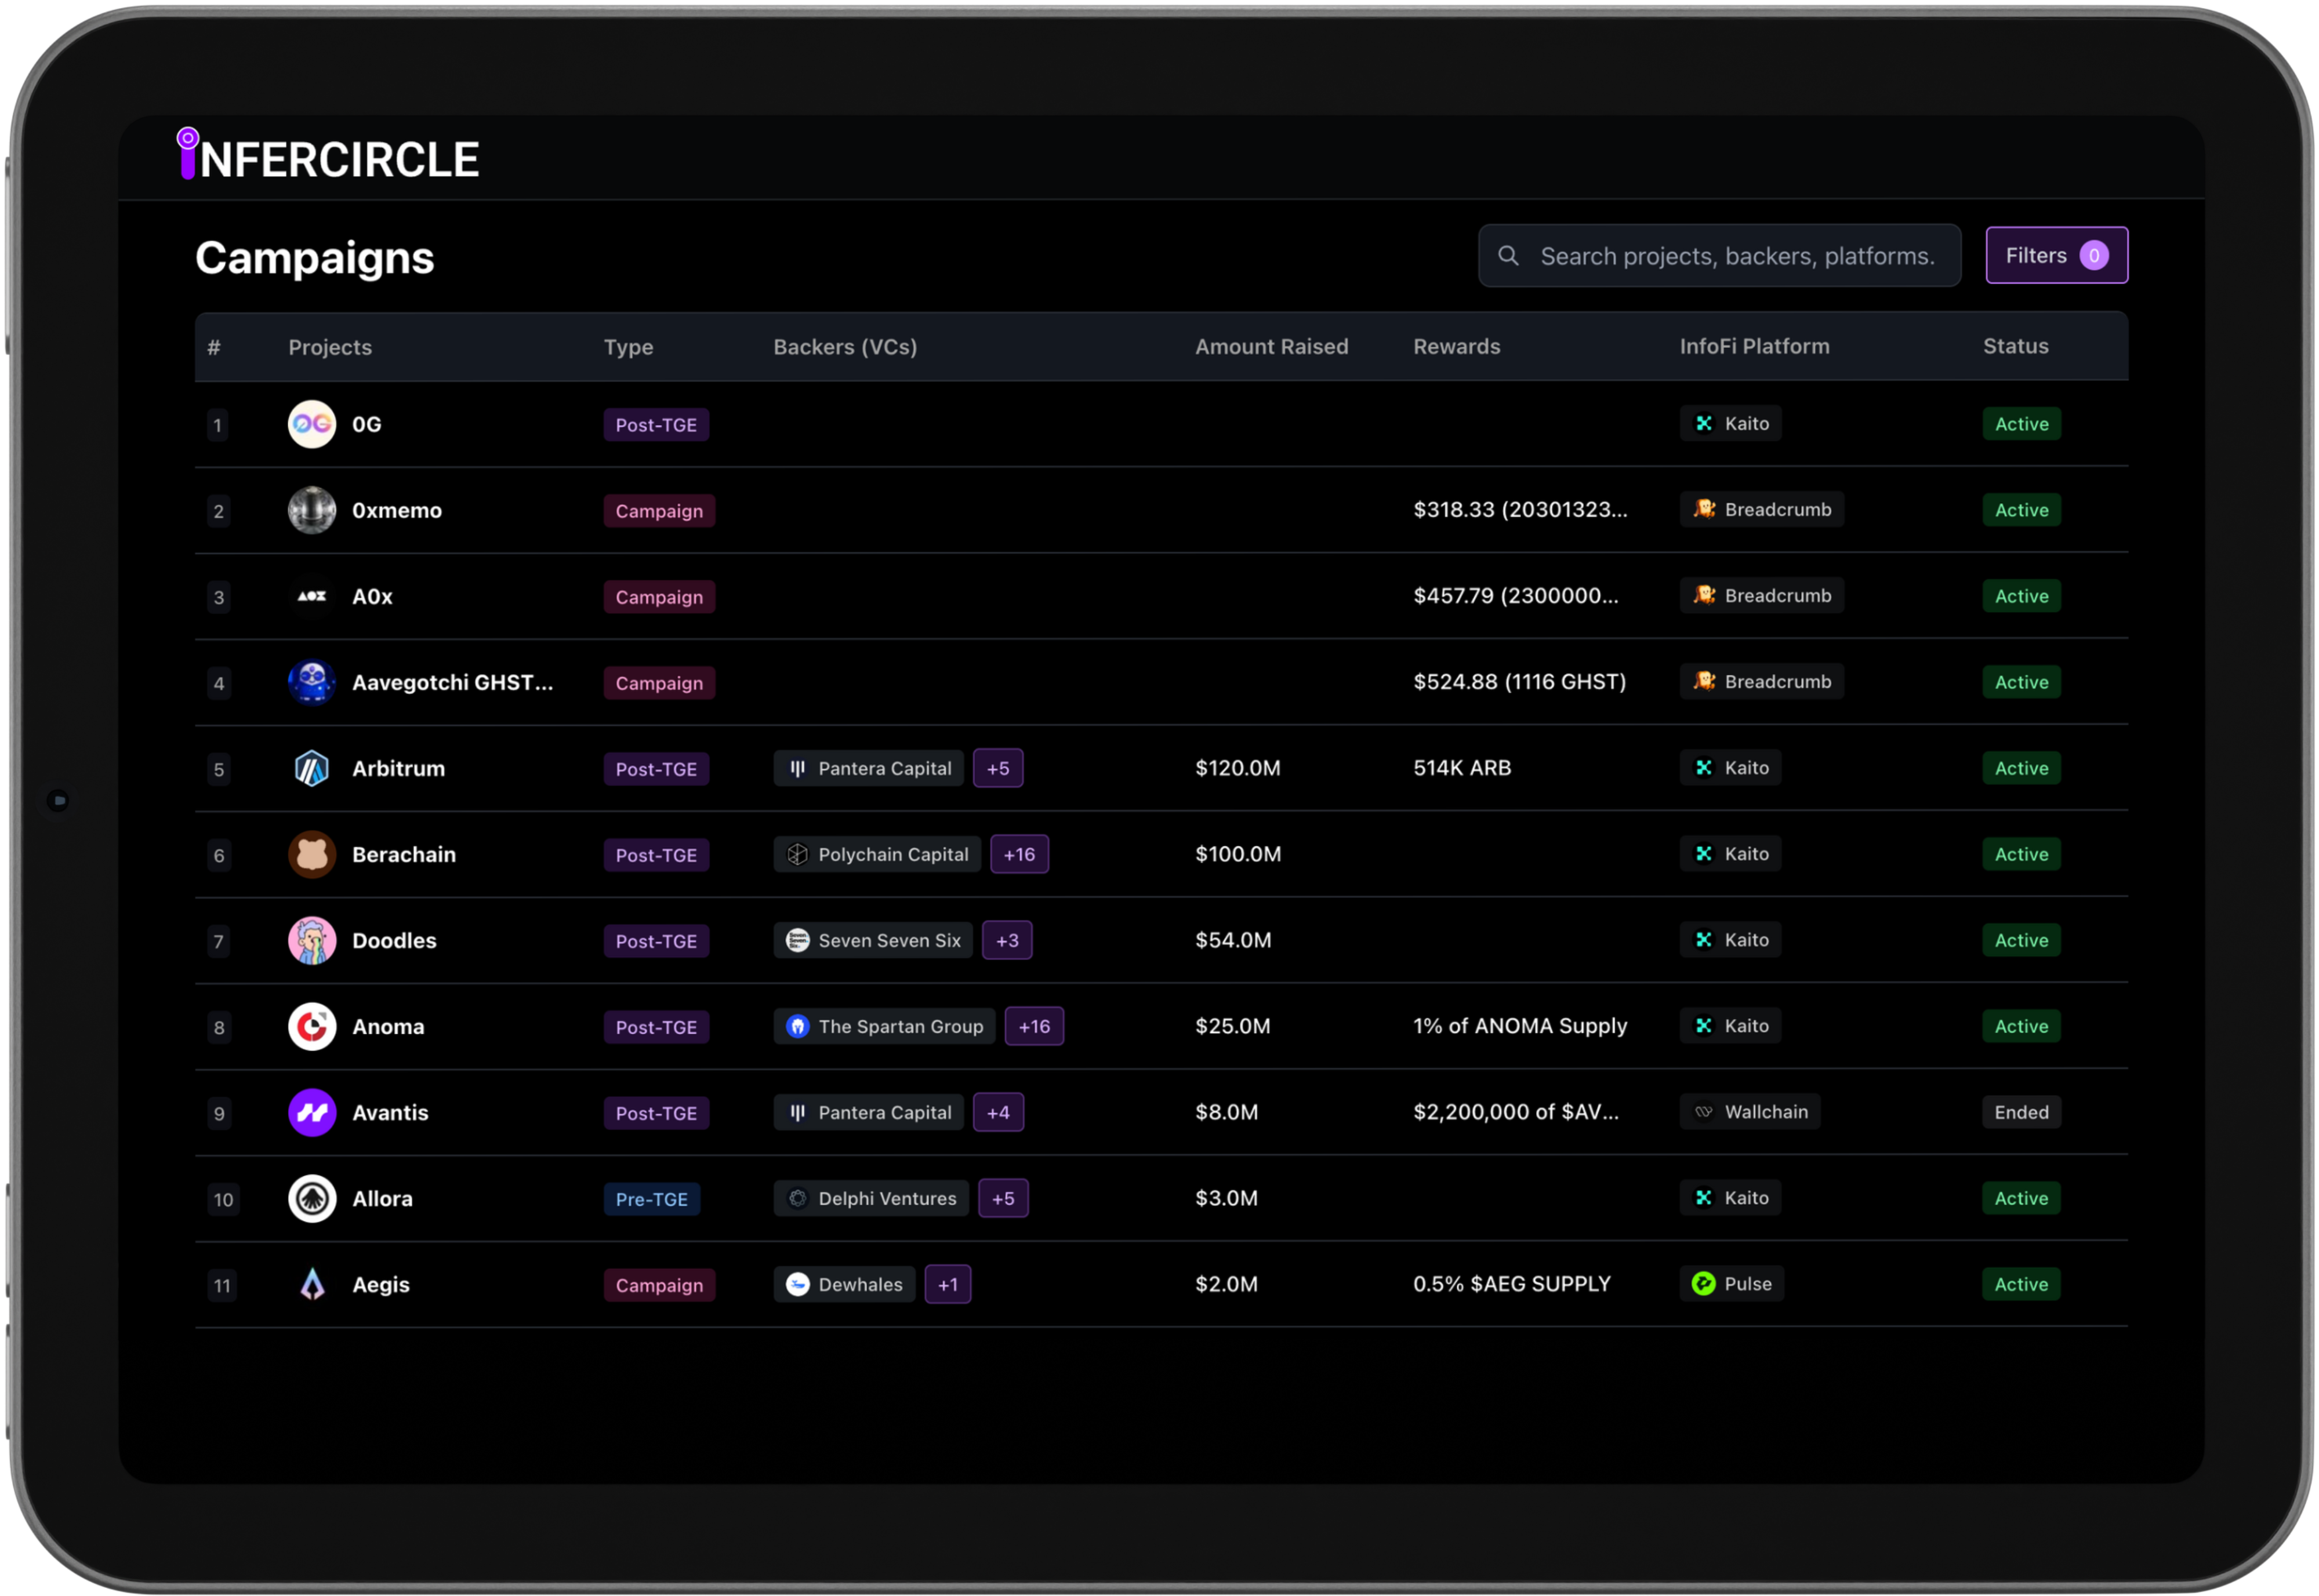 iNFERCIRCLE
Campaigns
Search projects, backers, platforms.
Filters 0
# Projects Type Backers (VCs) Amount Raised Rewards InfoFi Platform Status
1 0G Post-TGE Kaito Active
2 0xmemo Campaign $318.33 (20301323... Breadcrumb Active
3 A0x Campaign $457.79 (2300000... Breadcrumb Active
4 Aavegotchi GHST... Campaign $524.88 (1116 GHST) Breadcrumb Active
5 Arbitrum Post-TGE Pantera Capital +5 $120.0M 514K ARB Kaito Active
6 Berachain Post-TGE Polychain Capital +16 $100.0M Kaito Active
7 Doodles Post-TGE Seven Seven Six +3 $54.0M Kaito Active
8 Anoma Post-TGE The Spartan Group +16 $25.0M 1% of ANOMA Supply Kaito Active
9 Avantis Post-TGE Pantera Capital +4 $8.0M $2,200,000 of $AV... Wallchain Ended
10 Allora Pre-TGE Delphi Ventures +5 $3.0M Kaito Active
11 Aegis Campaign Dewhales +1 $2.0M 0.5% $AEG SUPPLY Pulse Active